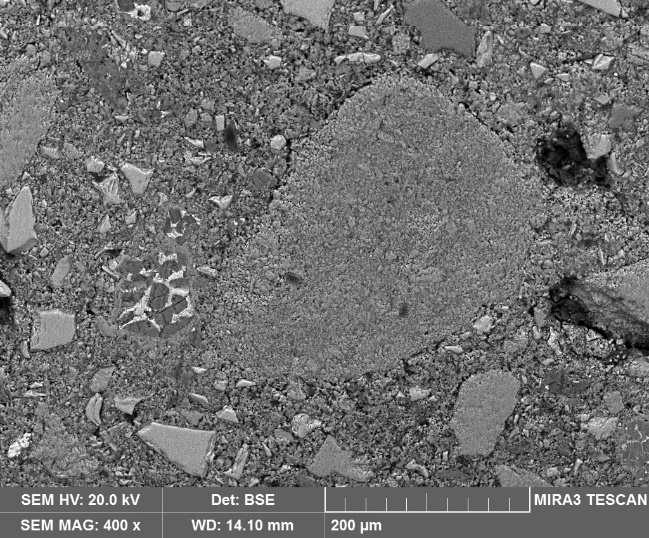 SEM HV: 20.0 kV Det: BSE MIRA3 TESCAN
SEM MAG: 400 x WD: 14.10 mm 200 µm